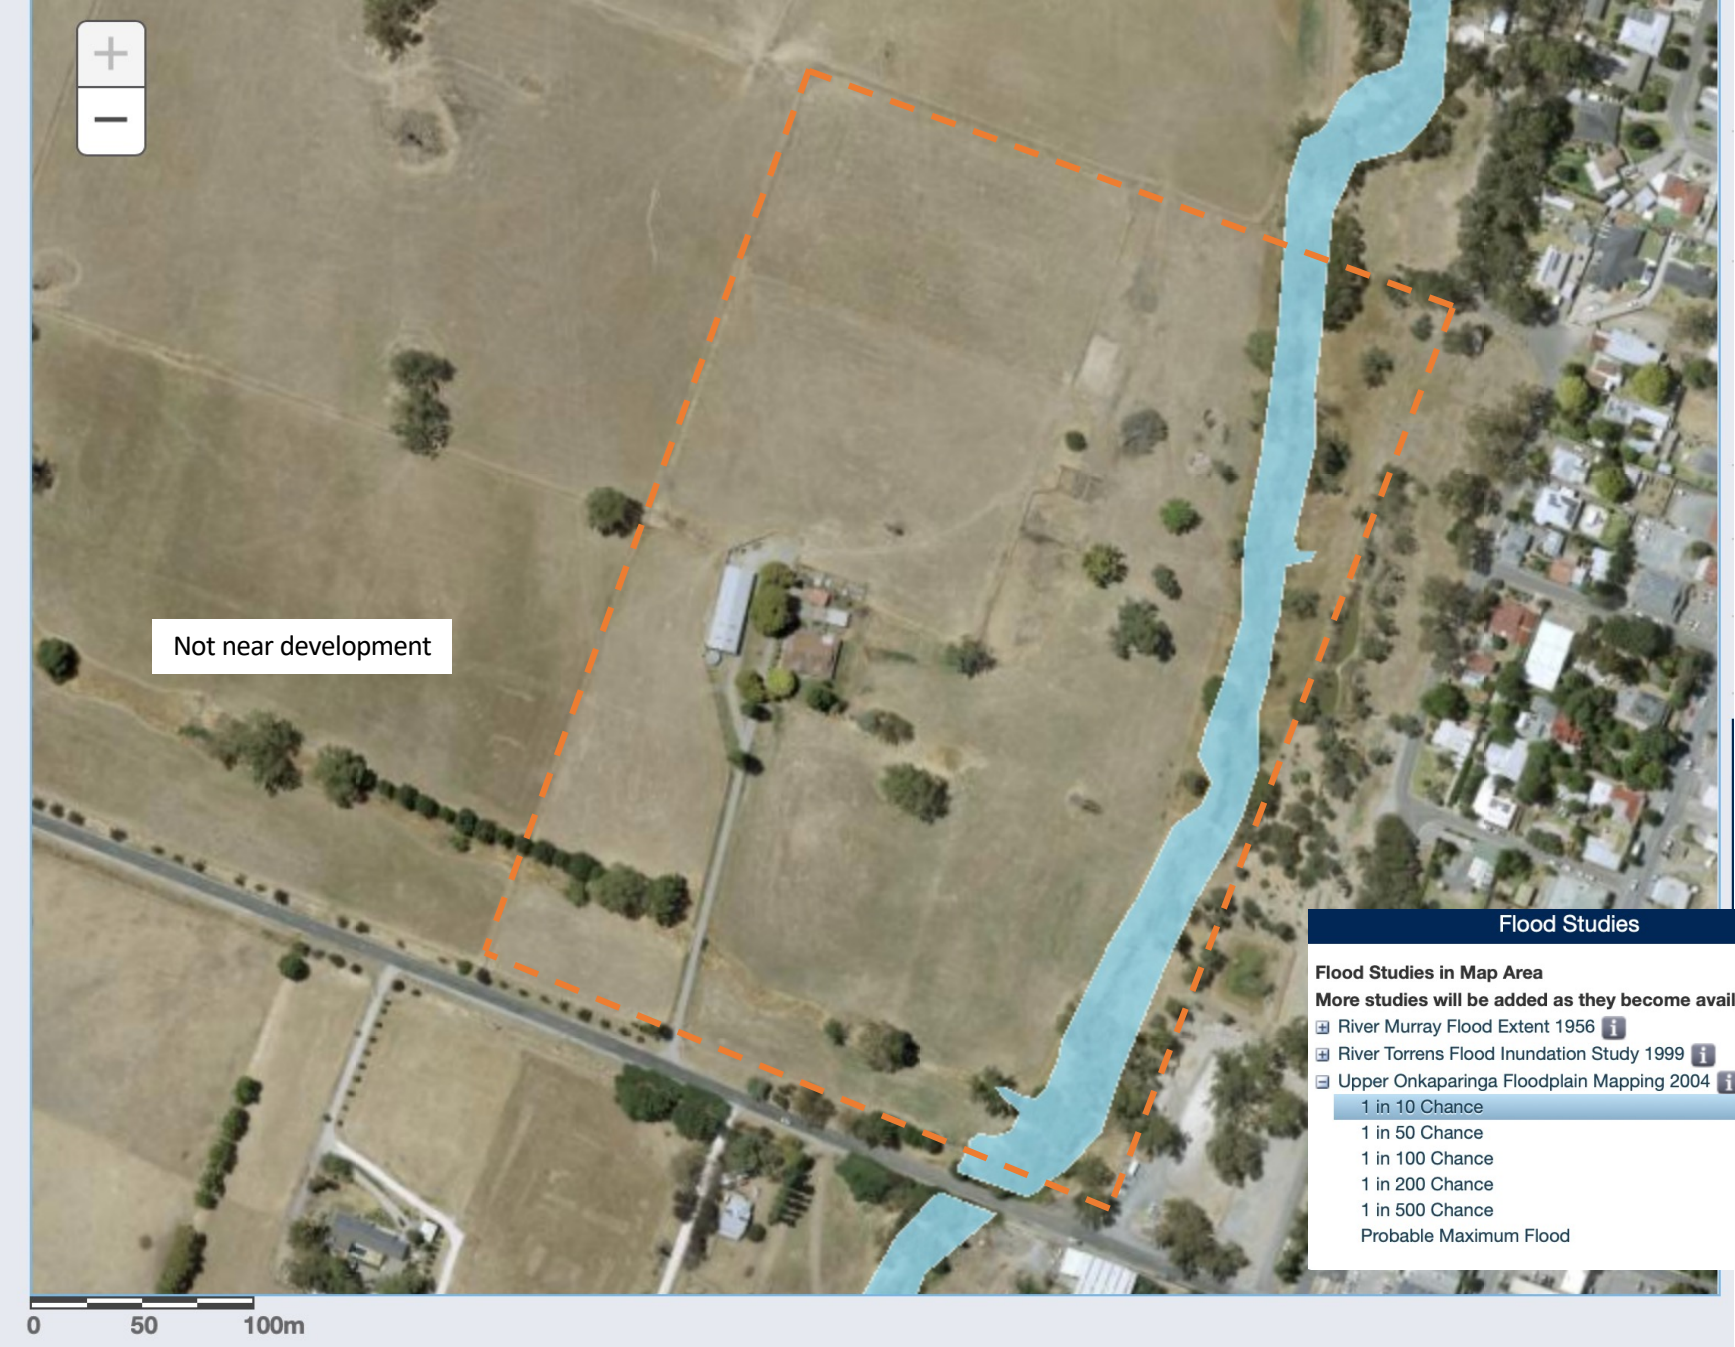 +
−
Not near development
Flood Studies
Flood Studies in Map Area
More studies will be added as they become avail
River Murray Flood Extent 1956 i
River Torrens Flood Inundation Study 1999 i
Upper Onkaparinga Floodplain Mapping 2004 i
1 in 10 Chance
1 in 50 Chance
1 in 100 Chance
1 in 200 Chance
1 in 500 Chance
Probable Maximum Flood
0 50 100m